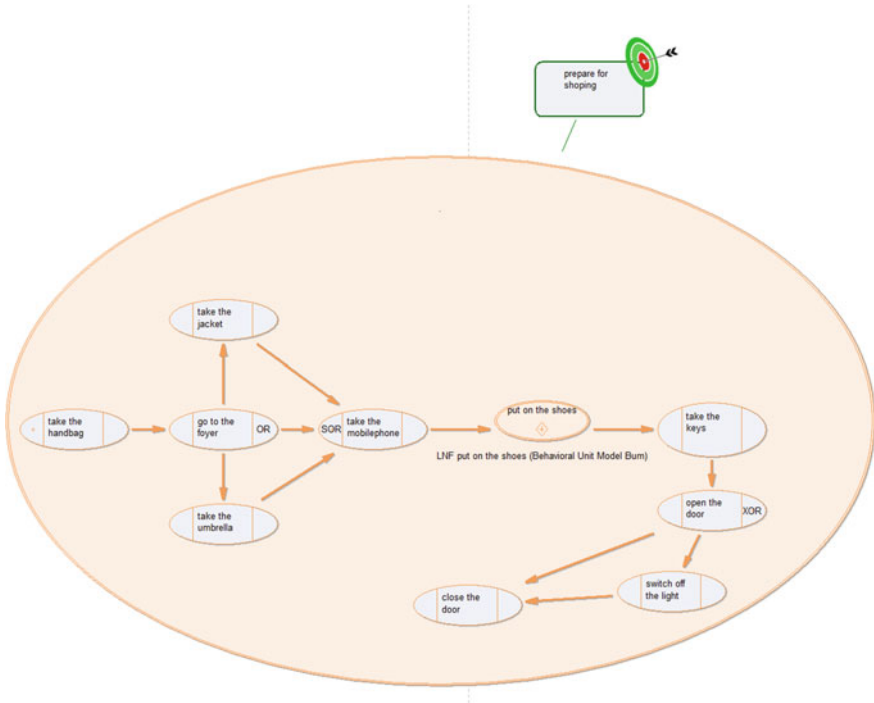 prepare for
shoping
take the
jacket
take the
handbag
go to the
foyer
OR
SOR
take the
mobilephone
put on the shoes
LNF put on the shoes (Behavioral Unit Model Bum)
take the
keys
take the
umbrella
open the
door
XOR
switch off
the light
close the
door